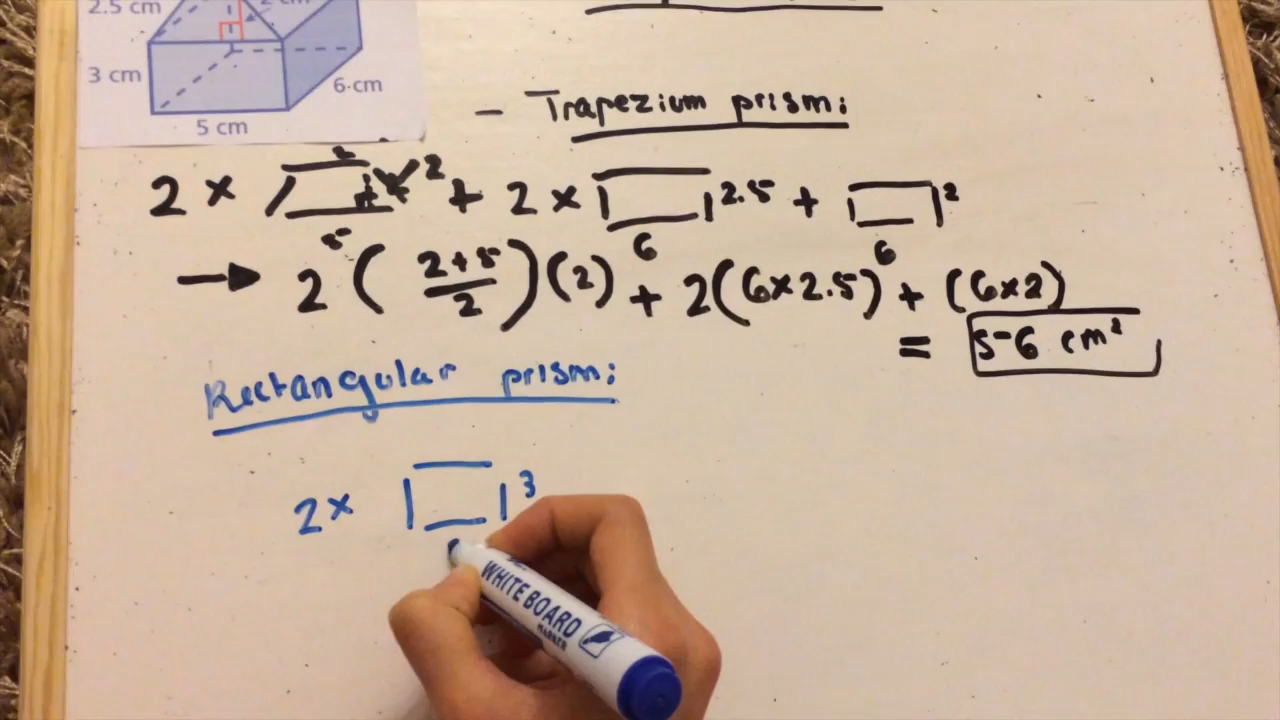 2.5 cm
2 cm
3 cm
6 cm
5 cm
- Trapezium prism:
2 × 2 + 2 × 2.5 + 2
5 6 6
→ 2 ( 2+5 / 2 ) (2) + 2(6×2.5) + (6×2)
= 56 cm²
Rectangular prism:
2 × 3
WHITE BOARD
MARKER